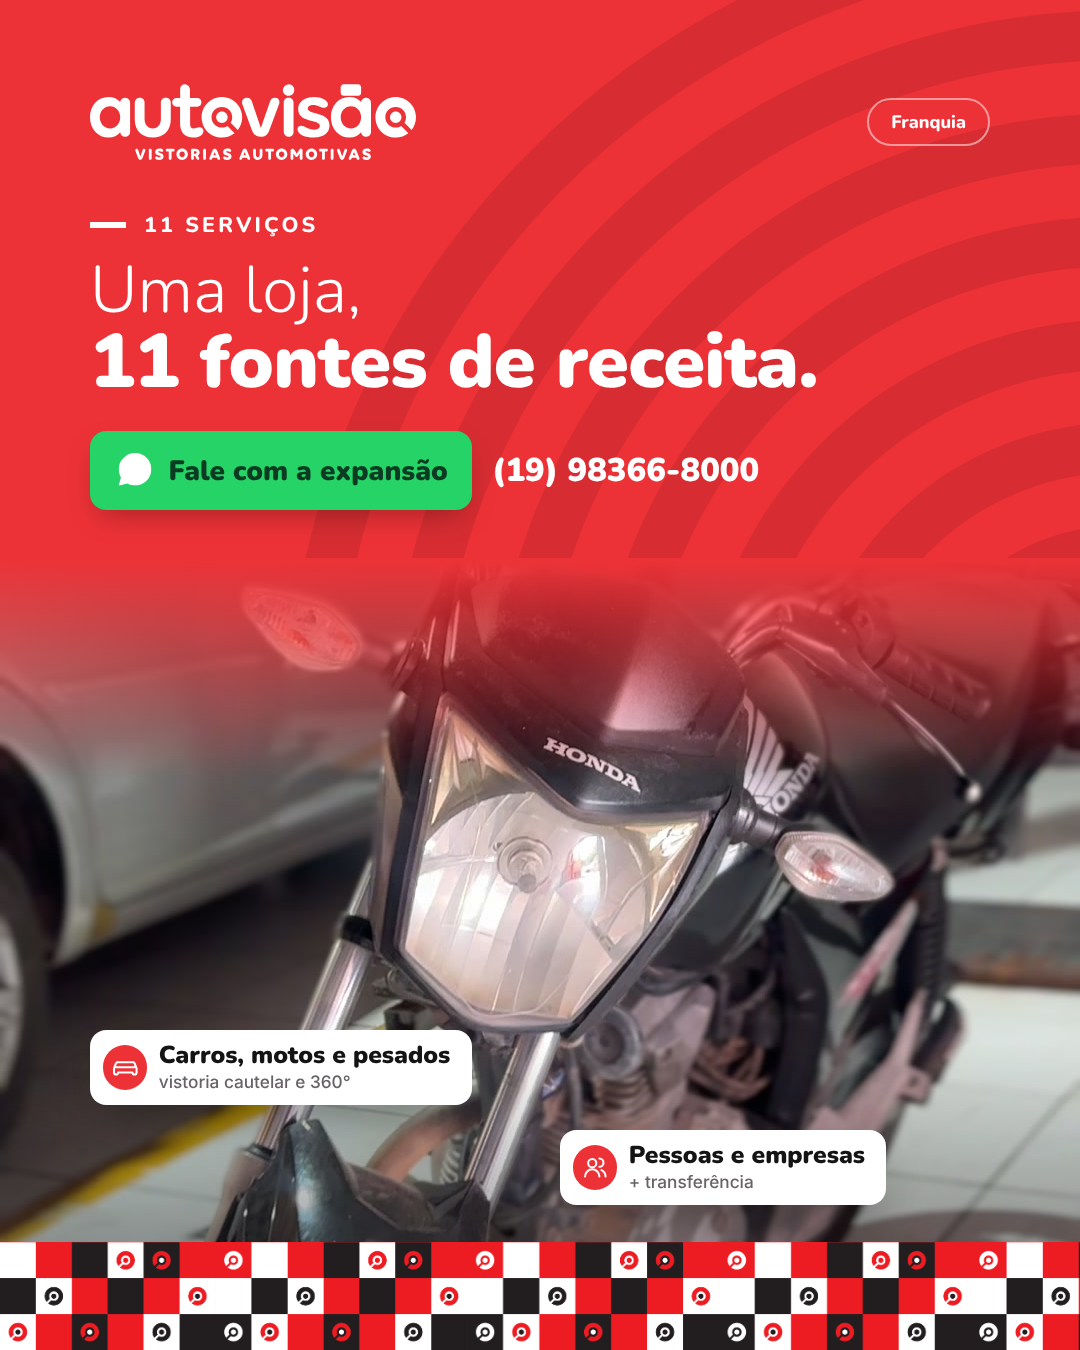 autovisão
VISTORIAS AUTOMOTIVAS
Franquia
11 SERVIÇOS
Uma loja,
11 fontes de receita.
Fale com a expansão
(19) 98366-8000
HONDA
HONDA
Carros, motos e pesados
vistoria cautelar e 360°
Pessoas e empresas
+ transferência